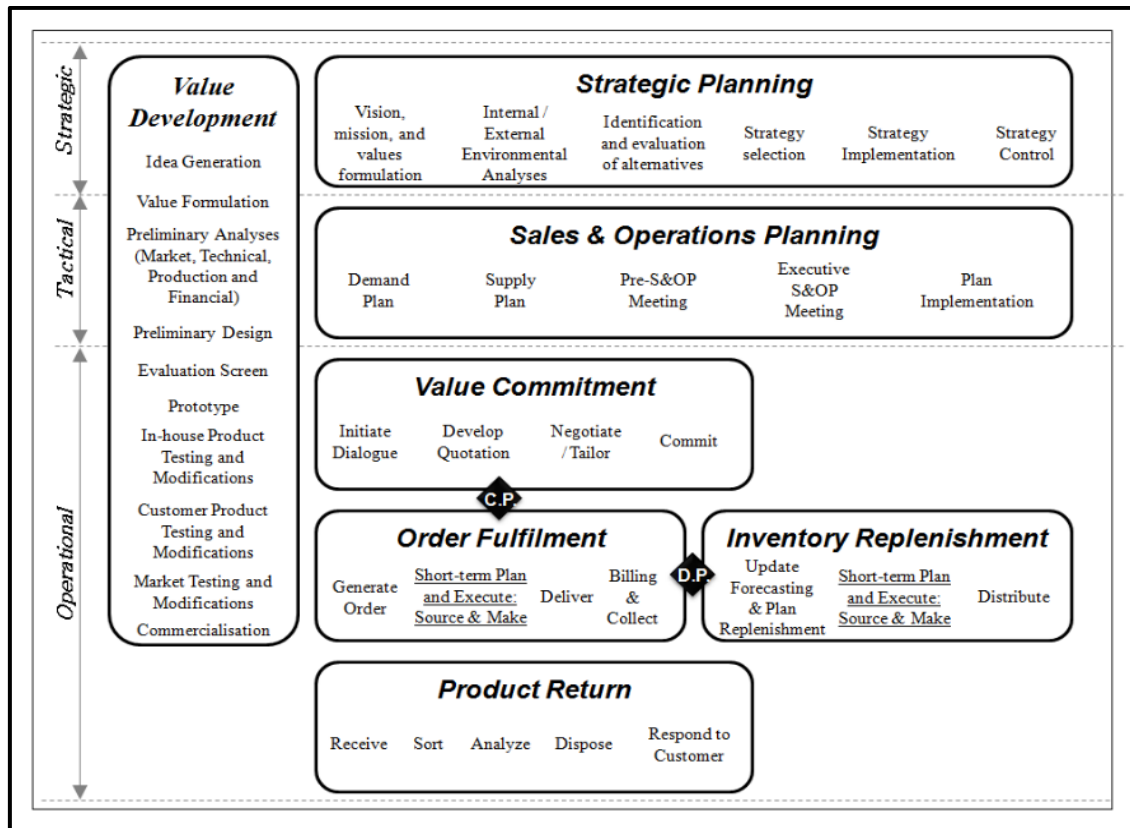 Strategic
Tactical
Operational
Value
Development
Idea Generation
Value Formulation
Preliminary Analyses
(Market, Technical,
Production and
Financial)
Preliminary Design
Evaluation Screen
Prototype
In-house Product
Testing and
Modifications
Customer Product
Testing and
Modifications
Market Testing and
Modifications
Commercialisation
Strategic Planning
Vision,
mission, and
values
formulation
Internal /
External
Environmental
Analyses
Identification
and evaluation
of alternatives
Strategy
selection
Strategy
Implementation
Strategy
Control
Sales & Operations Planning
Demand
Plan
Supply
Plan
Pre-S&OP
Meeting
Executive
S&OP
Meeting
Plan
Implementation
Value Commitment
Initiate
Dialogue
Develop
Quotation
Negotiate
/Tailor
Commit
C.P
Order Fulfilment
Generate
Order
Short-term Plan
and Execute:
Source & Make
Deliver
Billing
&
Collect
D.P.
Inventory Replenishment
Update
Forecasting
& Plan
Replenishment
Short-term Plan
and Execute:
Source & Make
Distribute
Product Return
Receive
Sort
Analyze
Dispose
Respond to
Customer